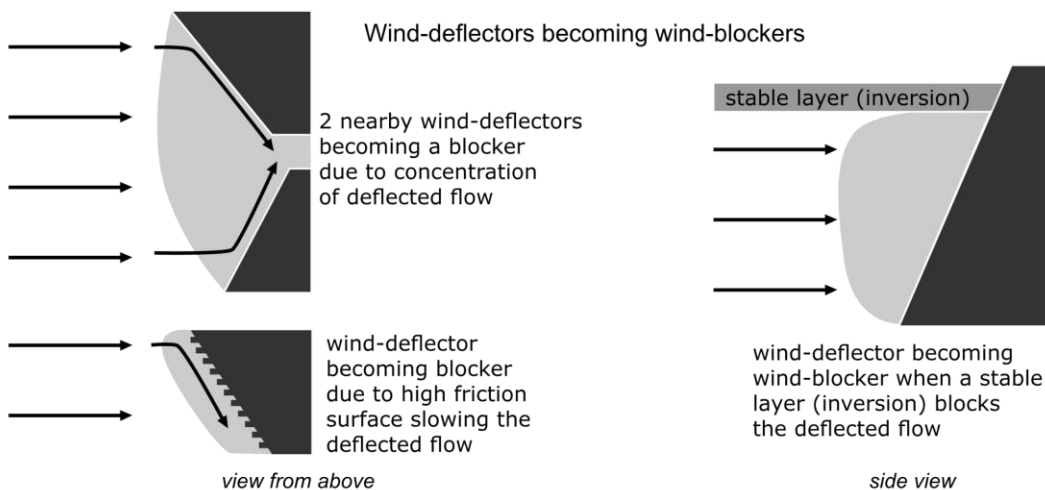 Wind-deflectors becoming wind-blockers
2 nearby wind-deflectors
becoming a blocker
due to concentration
of deflected flow
stable layer (inversion)
wind-deflector
becoming blocker
due to high friction
surface slowing the
deflected flow
view from above
wind-deflector becoming
wind-blocker when a stable
layer (inversion) blocks
the deflected flow
side view